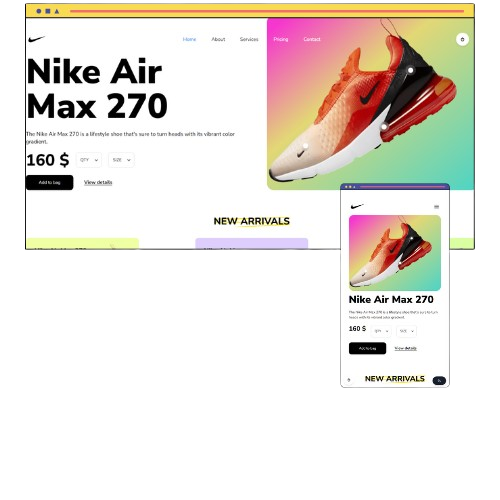 Home About Services Pricing Contact
Nike Air
Max 270
The Nike Air Max 270 is a lifestyle shoe that's sure to turn heads with its vibrant color
gradient.
160 $ QTY SIZE
Add to bag View details
NEW ARRIVALS
Nike Air Max 270
The Nike Air Max 270 is a lifestyle shoe that's sure to turn
heads with its vibrant color gradient.
160 $ QTY SIZE
Add to bag View details
NEW ARRIVALS